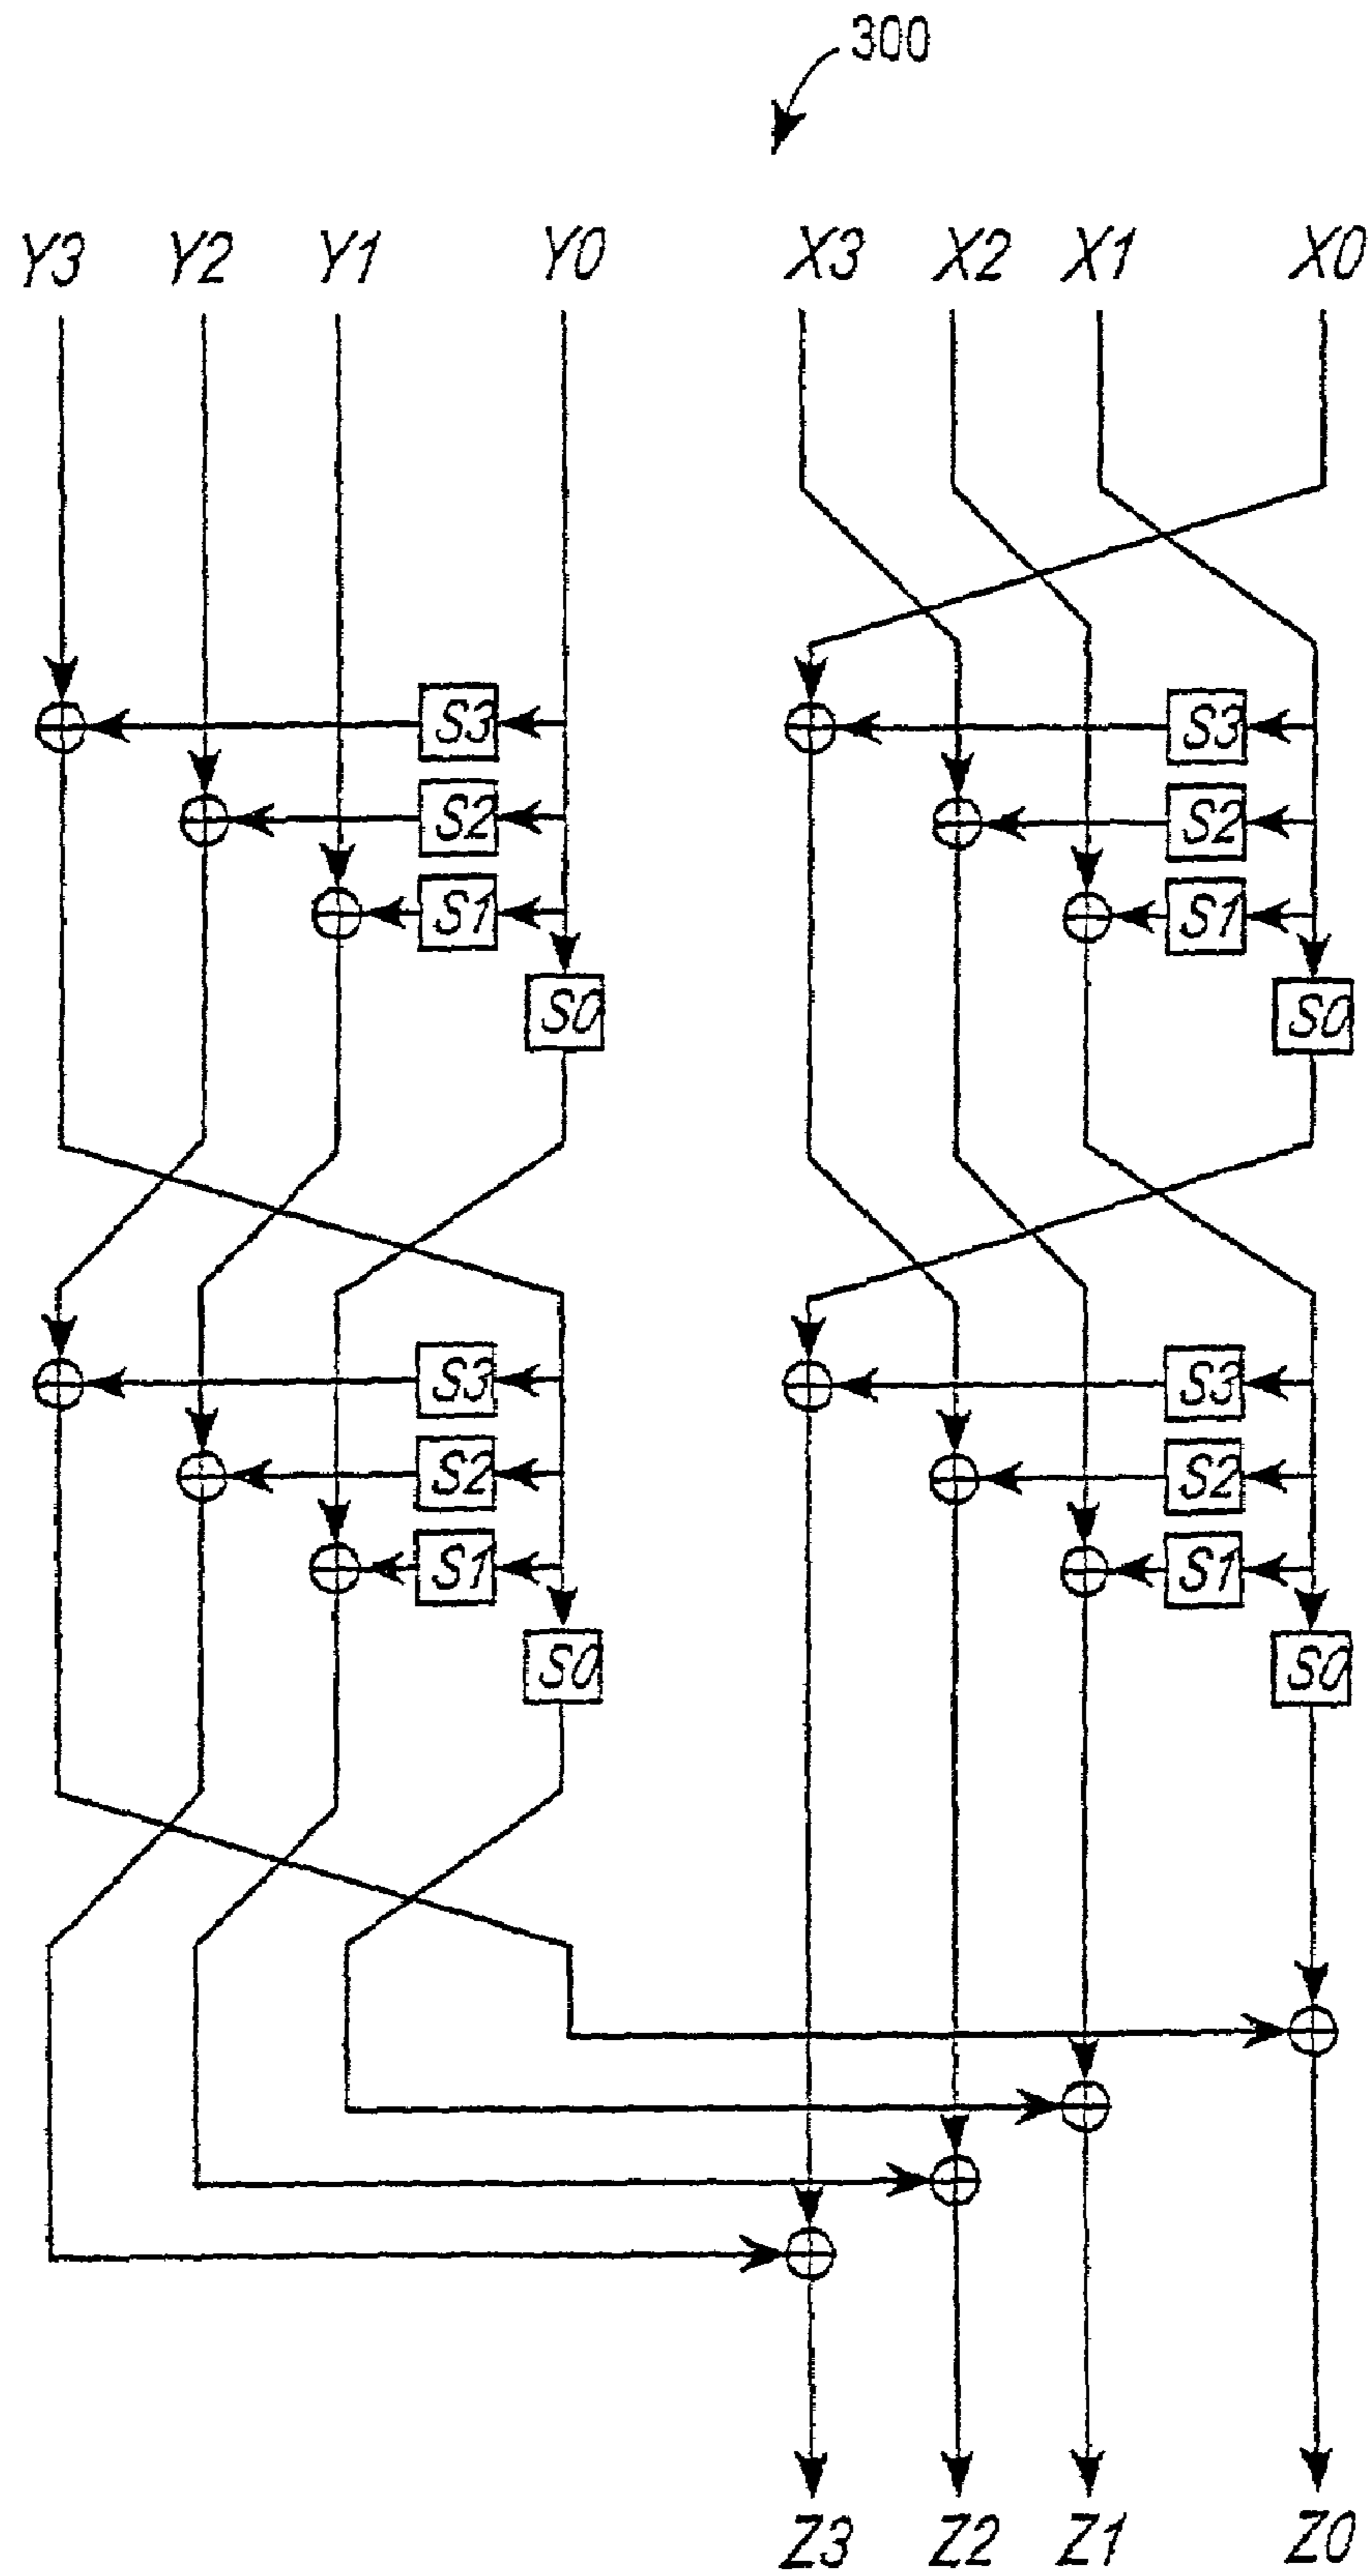 300
Y3 Y2 Y1 Y0 X3 X2 X1 X0
S3 S3
S2 S2
S1 S1
S0 S0
S3 S3
S2 S2
S1 S1
S0 S0
Z3 Z2 Z1 Z0